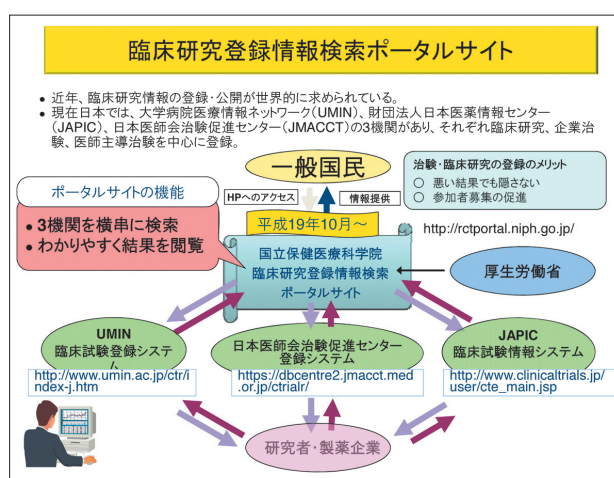 臨床研究登録情報検索ポータルサイト
● 近年、臨床研究情報の登録・公開が世界的に求められている。
● 現在日本では、大学病院医療情報ネットワーク(UMIN)、財団法人日本医薬情報センター
(JAPIC)、日本医師会治験促進センター(JMACCT)の3機関があり、それぞれ臨床研究、企業治
験、医師主導治験を中心に登録。
一般国民
治験・臨床研究の登録のメリット
○ 悪い結果でも隠さない
○ 参加者募集の促進
ポータルサイトの機能
● 3機関を横串に検索
● わかりやすく結果を閲覧
HPへのアクセス
情報提供
平成19年10月~
http://rctportal.niph.go.jp/
国立保健医療科学院
臨床研究登録情報検索
ポータルサイト
厚生労働省
UMIN
臨床試験登録システ
ム
http://www.umin.ac.jp/ctr/i
ndex-j.htm
日本医師会治験促進センター
登録システム
https://dbcentre2.jmacct.med
.or.jp/ctrialr/
JAPIC
臨床試験情報システム
http://www.clinicaltrials.jp/
user/cte_main.jsp
研究者・製薬企業